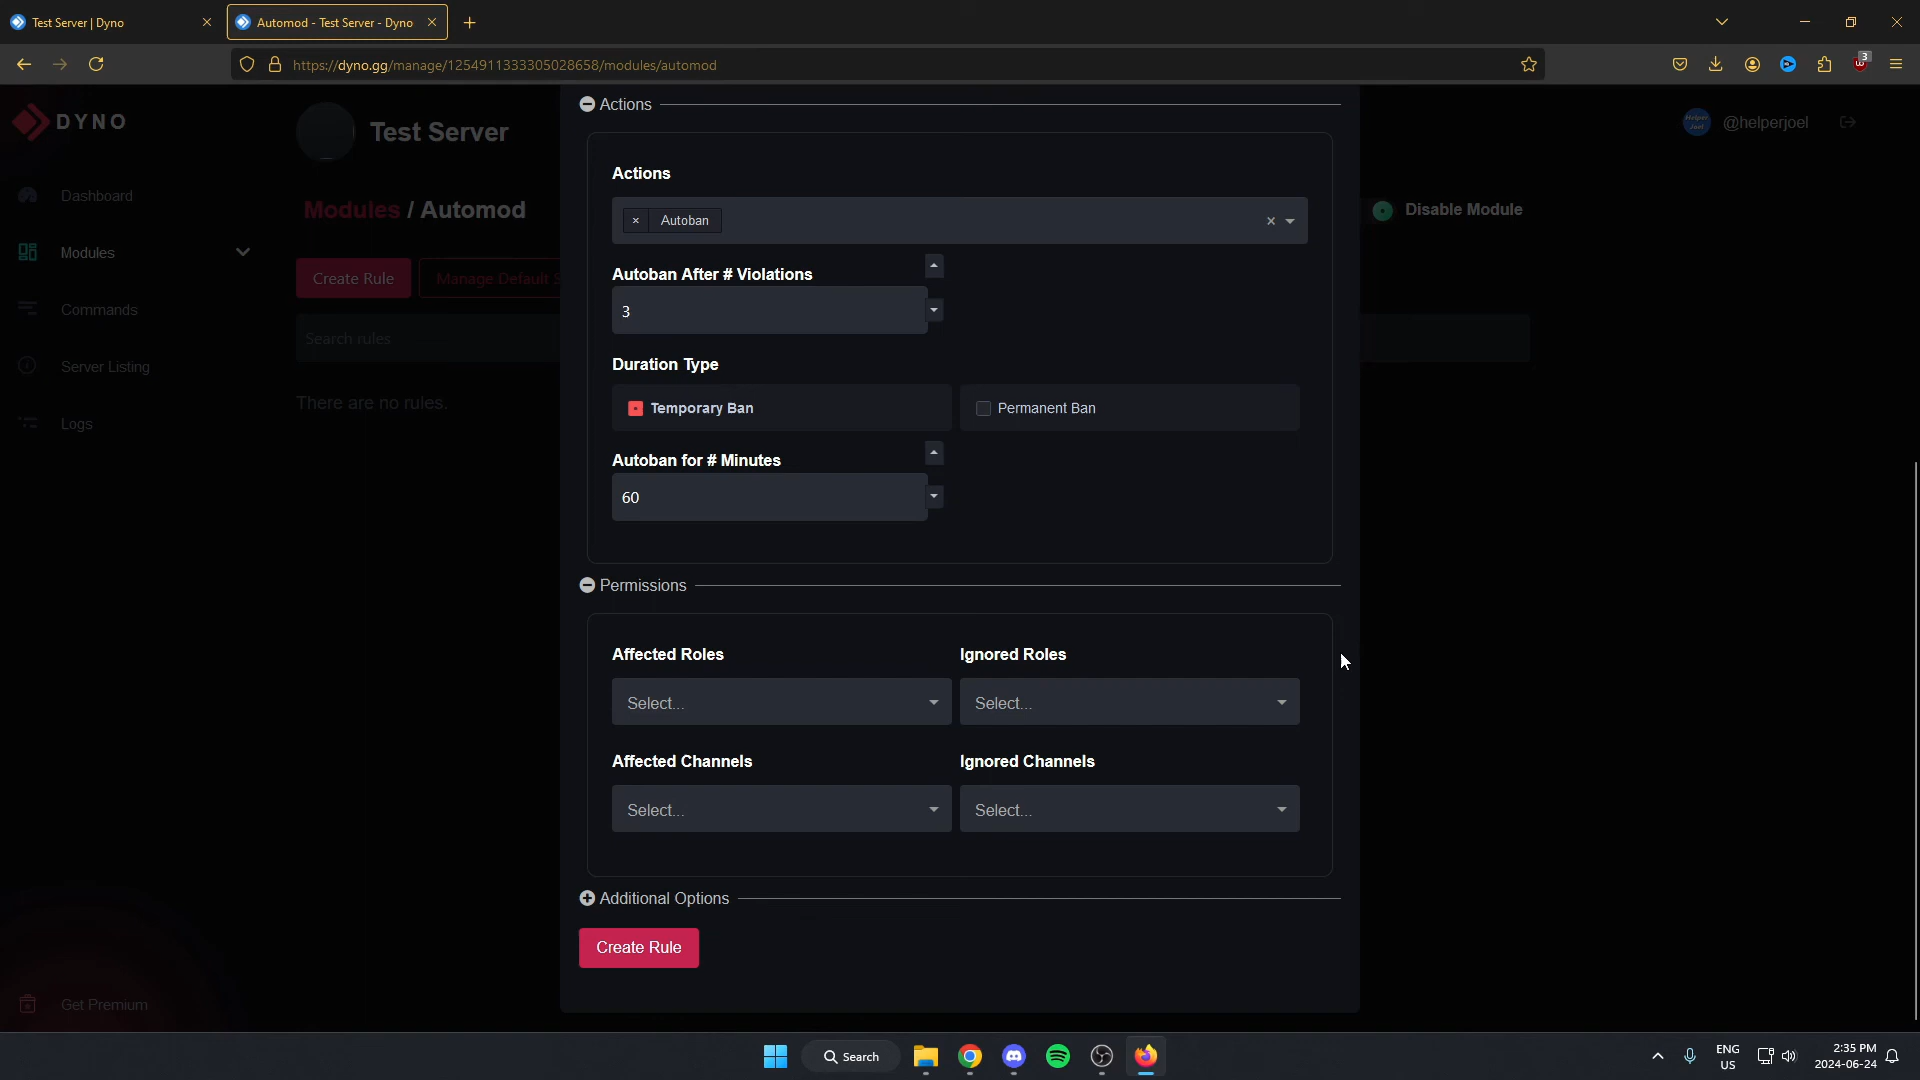 Test Server | Dyno
Automod - Test Server - Dyno
https://dyno.gg/manage/1254911333305028658/modules/automod
3
DYNO
Test Server
Helper Joel
@helperjoel
Dashboard
Modules
Commands
Server Listing
Logs
Get Premium
Modules / Automod
Disable Module
Create Rule
Manage Default S
Search rules
There are no rules.
Actions
Actions
Autoban
Autoban After # Violations
3
Duration Type
Temporary Ban
Permanent Ban
Autoban for # Minutes
60
Permissions
Affected Roles
Ignored Roles
Select...
Select...
Affected Channels
Ignored Channels
Select...
Select...
Additional Options
Create Rule
Search
ENG
US
2:35 PM
2024-06-24